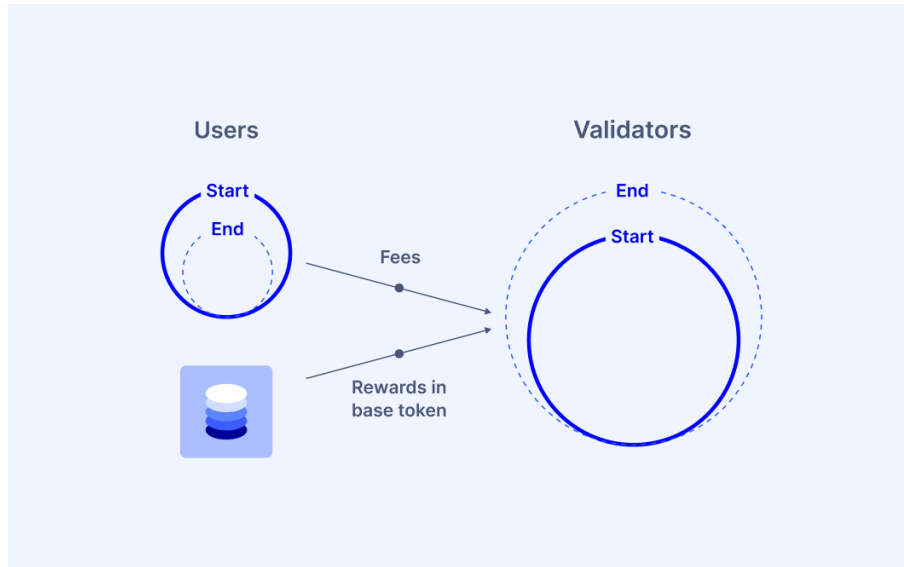 Users
Validators
Start
End
End
Start
Fees
Rewards in
base token